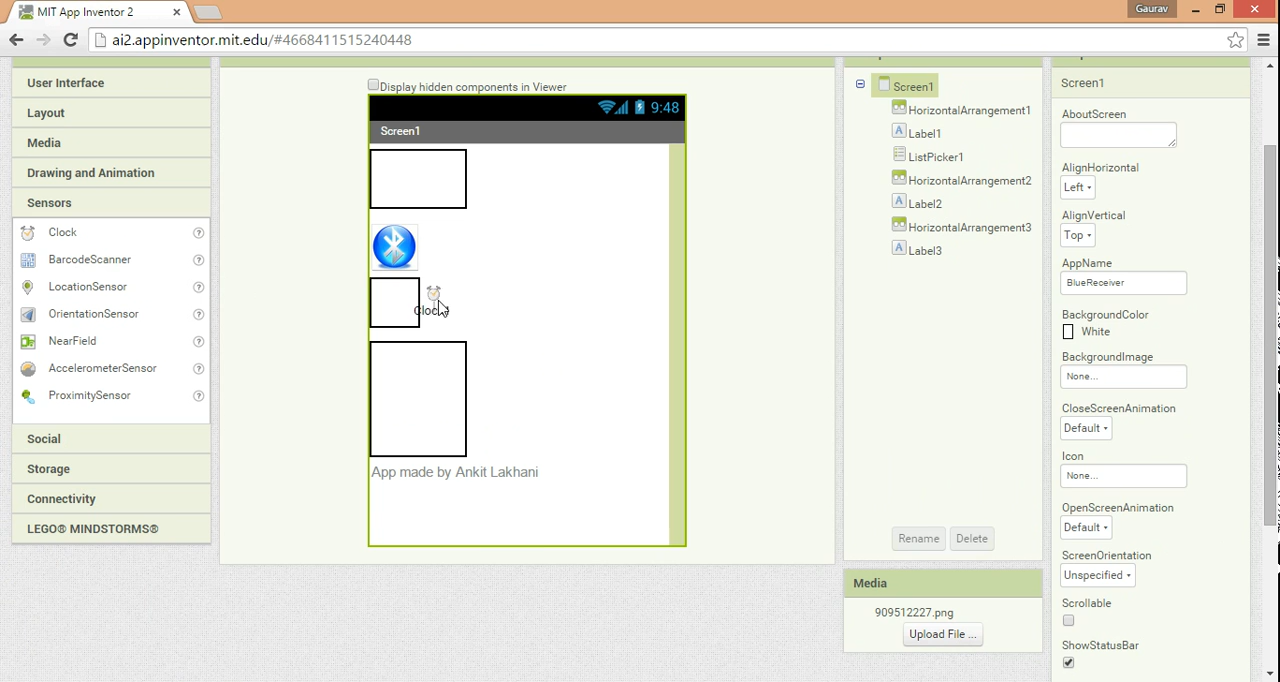 MIT App Inventor 2
Gaurav
ai2.appinventor.mit.edu/#4668411515240448
User Interface
Layout
Media
Drawing and Animation
Sensors
Clock
BarcodeScanner
LocationSensor
OrientationSensor
NearField
AccelerometerSensor
ProximitySensor
Social
Storage
Connectivity
LEGO® MINDSTORMS®
Display hidden components in Viewer
9:48
Screen1
App made by Ankit Lakhani
Screen1
HorizontalArrangement1
Label1
ListPicker1
HorizontalArrangement2
Label2
HorizontalArrangement3
Label3
Rename Delete
Media
909512227.png
Upload File ...
Screen1
AboutScreen
AlignHorizontal
Left
AlignVertical
Top
AppName
BlueReceiver
BackgroundColor
White
BackgroundImage
None...
CloseScreenAnimation
Default
Icon
None...
OpenScreenAnimation
Default
ScreenOrientation
Unspecified
Scrollable
ShowStatusBar